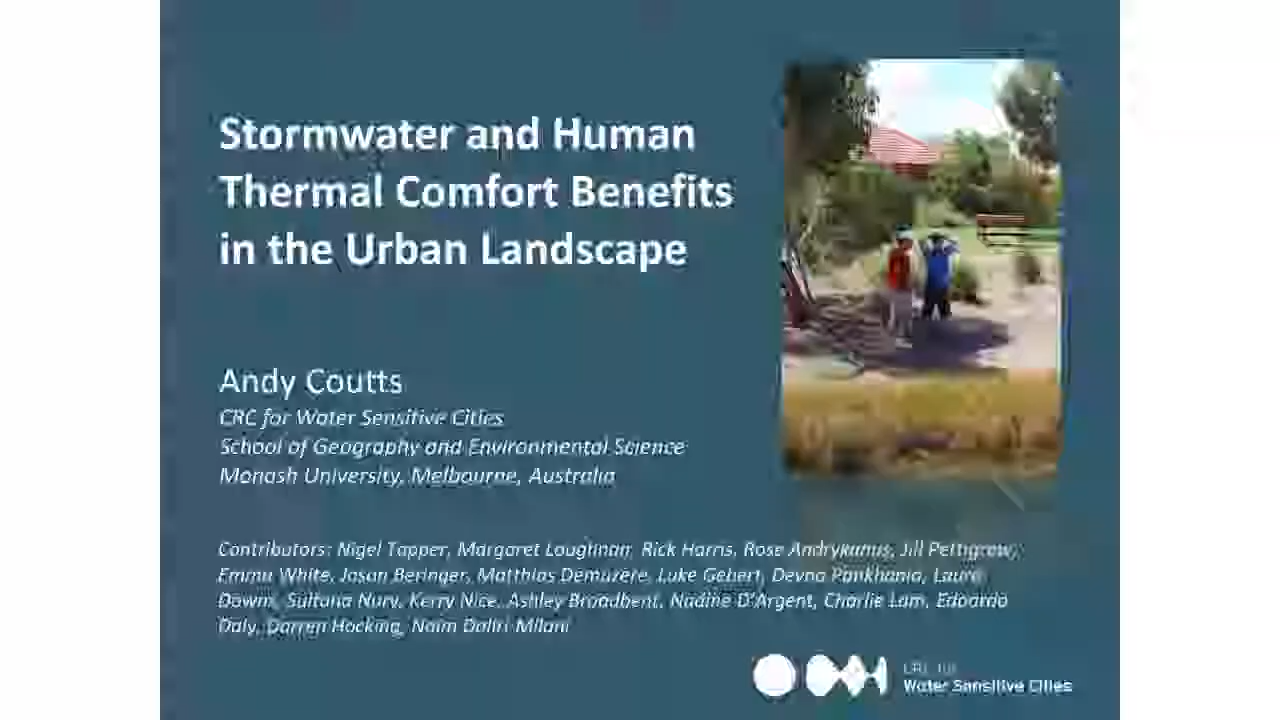 Stormwater and Human
Thermal Comfort Benefits
in the Urban Landscape
Andy Coutts
CRC for Water Sensitive Cities
School of Geography and Environmental Science
Monash University, Melbourne, Australia
Contributors: Nigel Tapper, Margaret Loughnan, Rick Harris, Rose Andrykanus, Jill Pettigrew,
Emma White, Jason Beringer, Matthias Demuzere, Luke Gebert, Devna Pankhania, Laura
Downs, Sultana Nury, Kerry Nice, Ashley Broadbent, Nadine D'Argent, Charlie Lam, Edoardo
Daly, Darren Hocking, Naim Daliri Milani
CRC for
Water Sensitive Cities